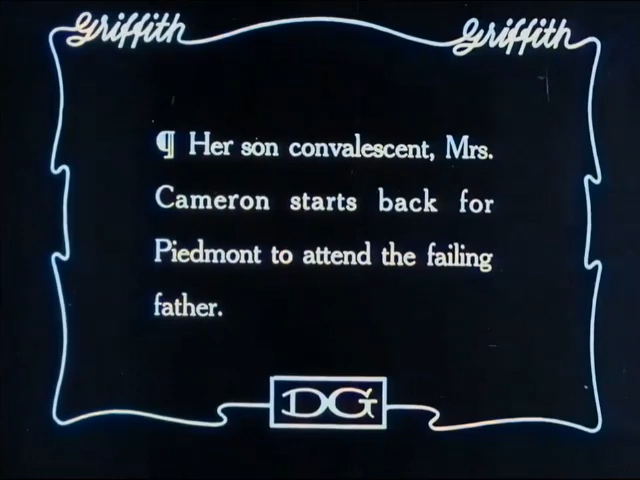 Griffith Griffith
¶ Her son convalescent, Mrs.
Cameron starts back for
Piedmont to attend the failing
father.
DG